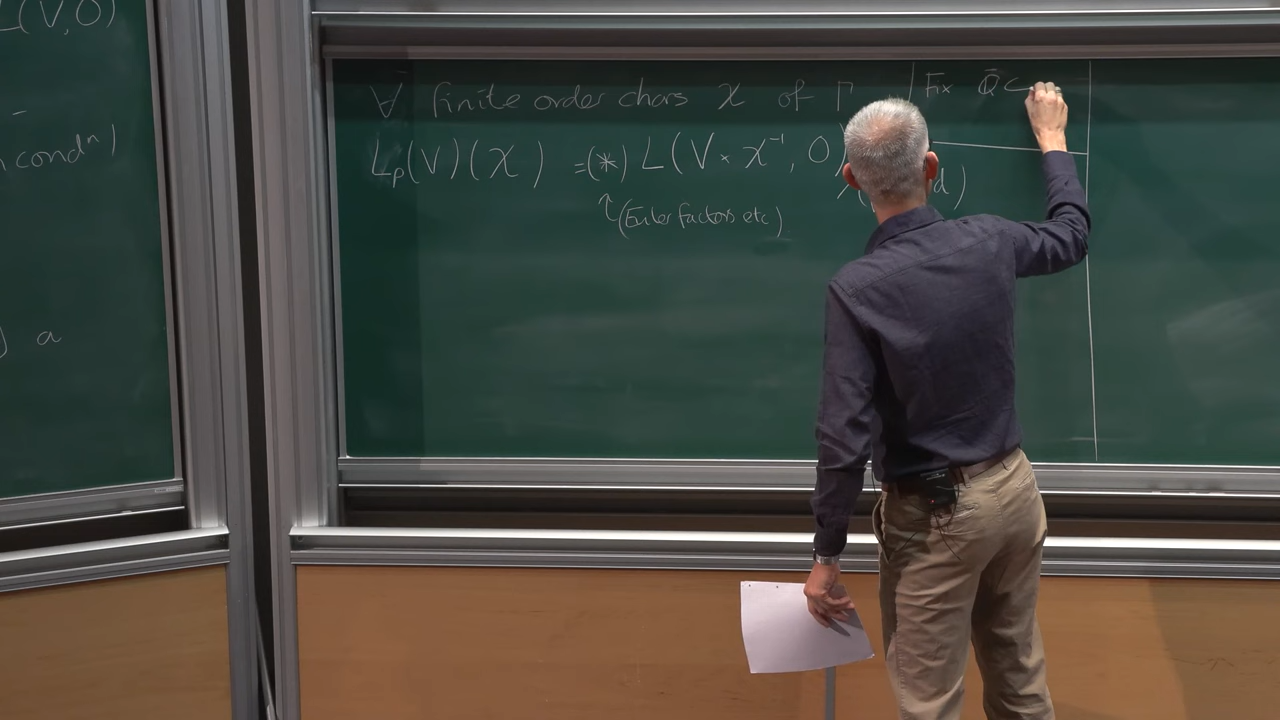 L(V,0)
n condⁿ)
) a
∀ finite order chars χ of Γ
Fix Q̄ ⊂
Lₚ(V)(χ) =(*) L(V × χ⁻¹, 0)
d)
↑(Euler factors etc)